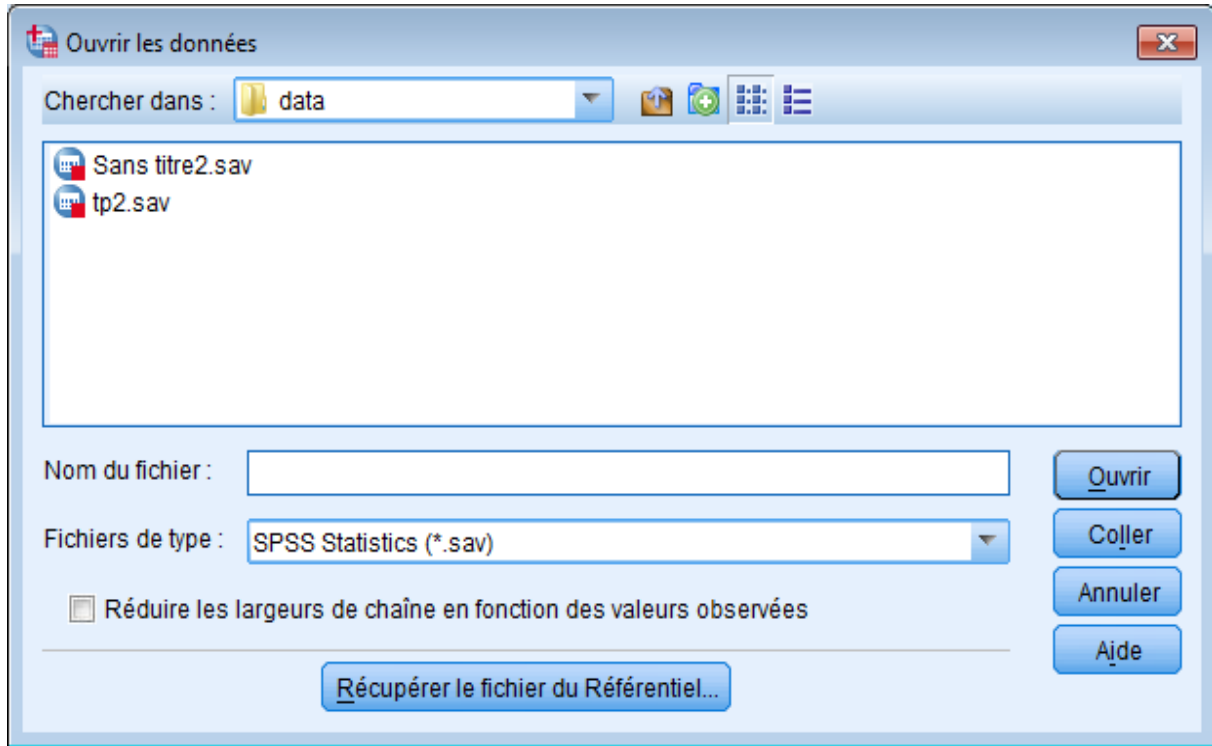 Ouvrir les données
Chercher dans :
data
Sans titre2.sav
tp2.sav
Nom du fichier :
Ouvrir
Fichiers de type :
SPSS Statistics (*.sav)
Coller
Réduire les largeurs de chaîne en fonction des valeurs observées
Annuler
Aide
Récupérer le fichier du Référentiel...